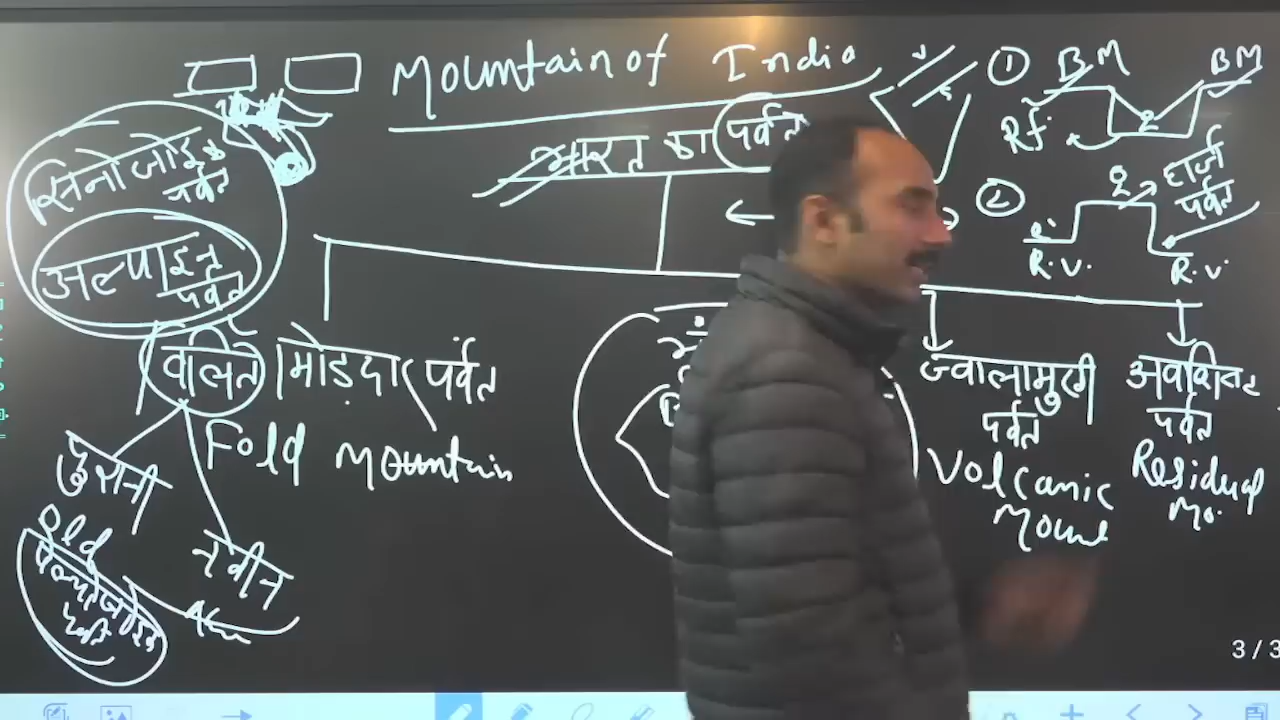 Mountain of India
भारत का पर्वत
① BM BM
Rf. 2
② 2 हार्ज पर्वत
R.V. R.V.
सिनोजोइक
पर्वत
अल्पाइन
पर्वत
वलित | मोड़दार पर्वत
Fold Mountain
पुरानी
Old
नवीन
ज्वालामुखी
पर्वत
Volcanic
Moun
अवशिष्ट
पर्वत
Residual
Mo.
3/3